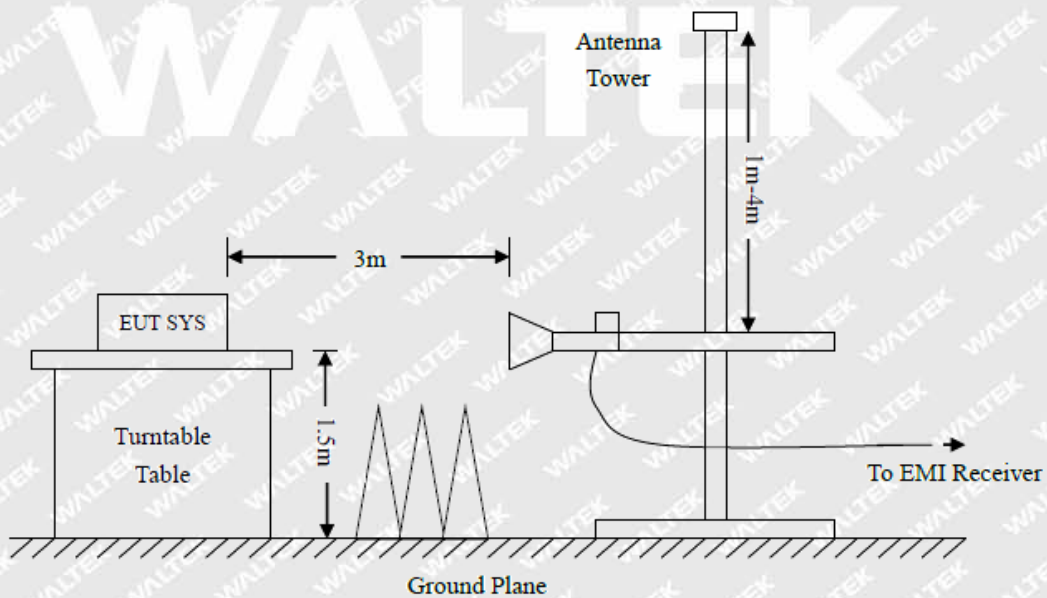 WALTEK
Antenna
Tower
1m-4m
3m
EUT SYS
1.5m
Turntable
Table
To EMI Receiver
Ground Plane